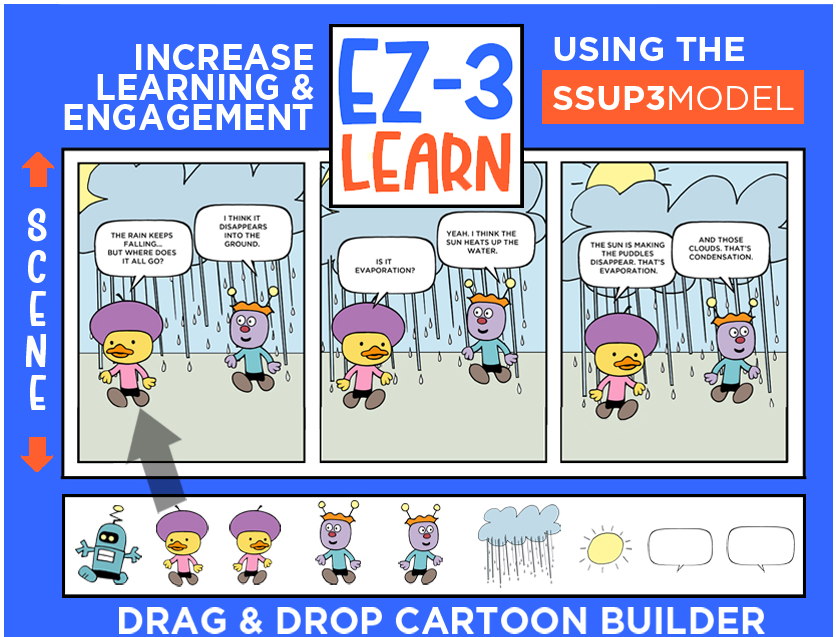 INCREASE
LEARNING &
ENGAGEMENT
EZ-3
LEARN
USING THE
SSUP3MODEL
SCENE
THE RAIN KEEPS
FALLING...
BUT WHERE DOES
IT ALL GO?
I THINK IT
DISAPPEARS
INTO THE
GROUND.
IS IT
EVAPORATION?
YEAH. I THINK THE
SUN HEATS UP THE
WATER.
THE SUN IS MAKING
THE PUDDLES
DISAPPEAR. THAT'S
EVAPORATION.
AND THOSE
CLOUDS. THAT'S
CONDENSATION.
DRAG & DROP CARTOON BUILDER